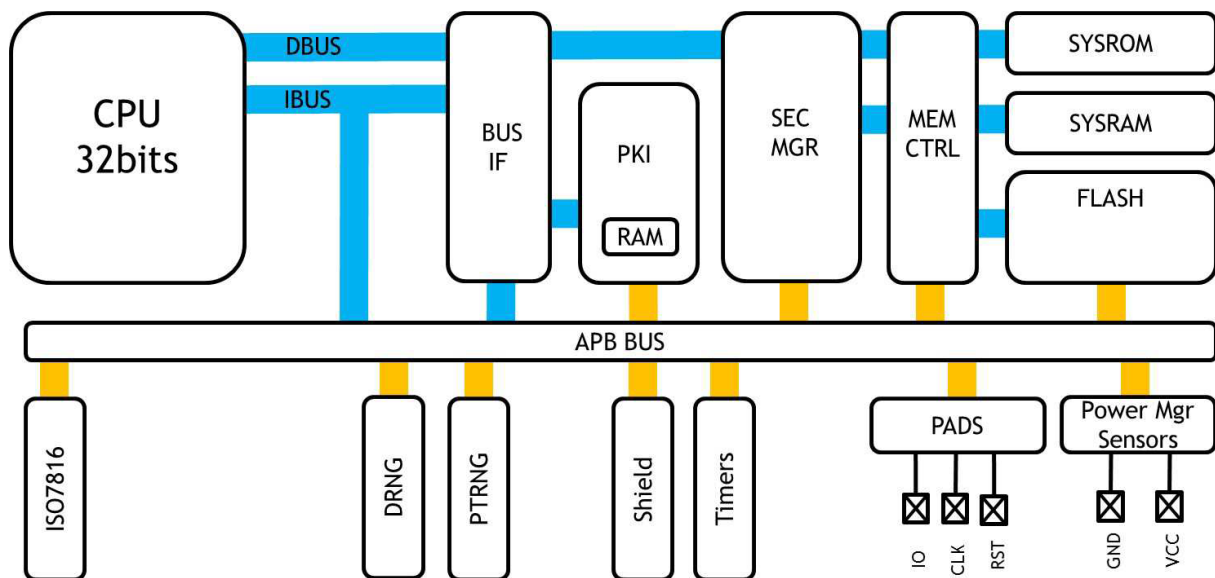 CPU
32bits
DBUS
IBUS
BUS
IF
PKI
RAM
SEC
MGR
MEM
CTRL
SYSROM
SYSRAM
FLASH
APB BUS
ISO7816
DRNG
PTRNG
Shield
Timers
PADS
Power Mgr
Sensors
IO
CLK
RST
GND
VCC